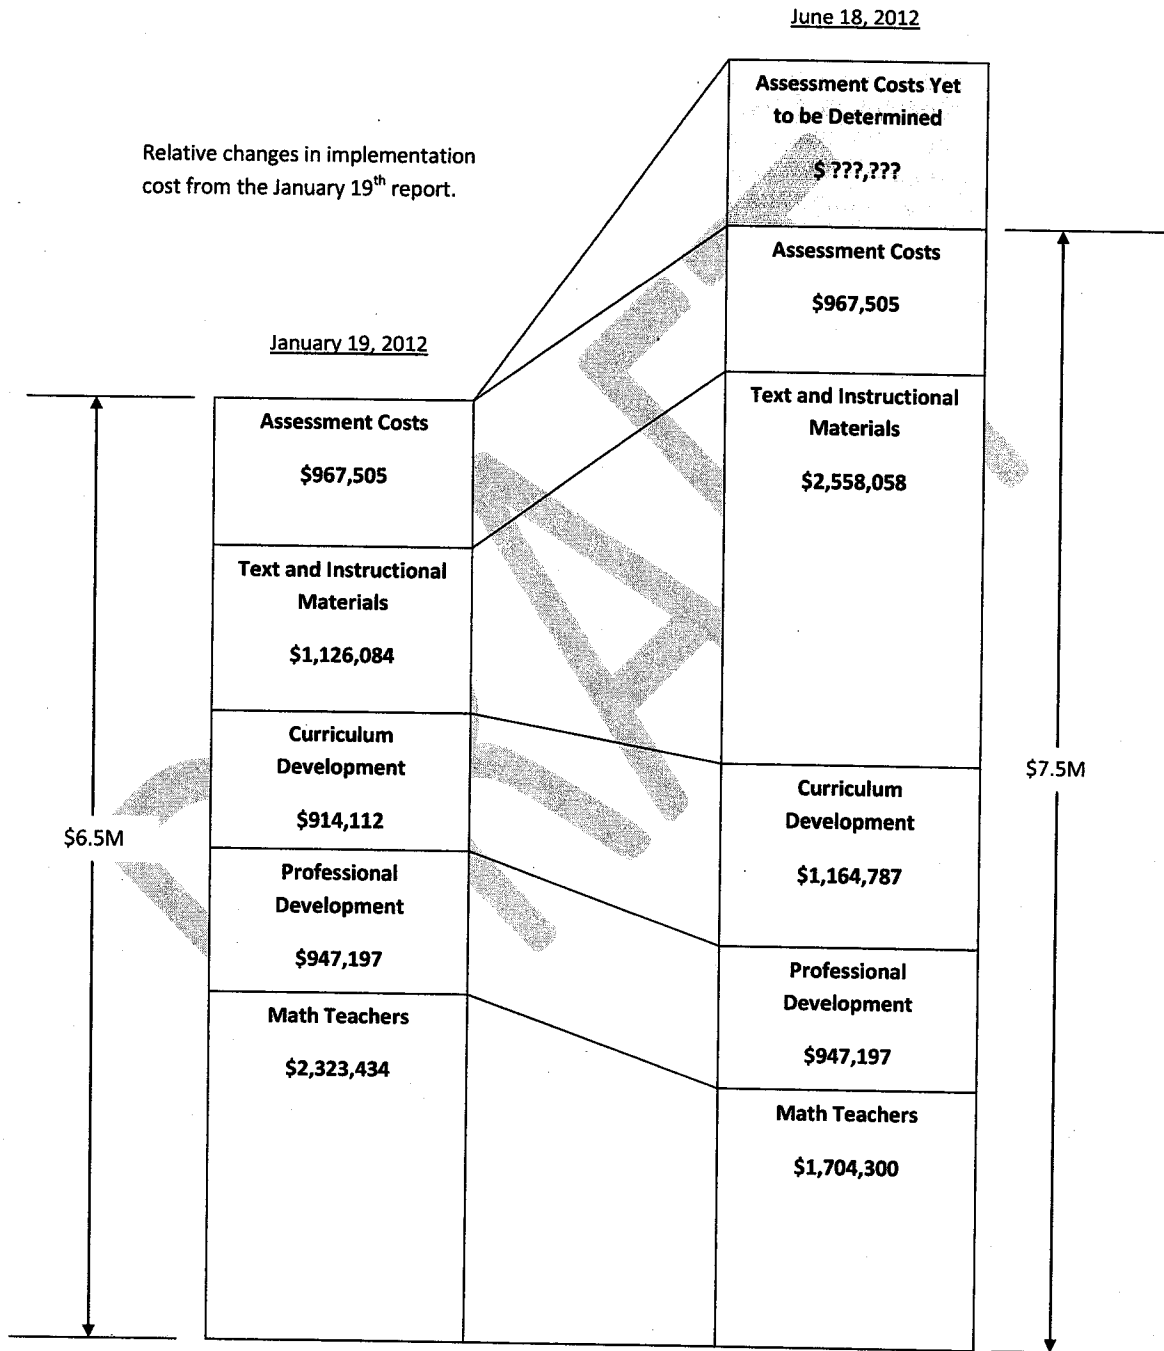 June 18, 2012
Assessment Costs Yet
to be Determined
$ ???,???
Relative changes in implementation
cost from the January 19th report.
Assessment Costs
$967,505
January 19, 2012
Text and Instructional
Materials
$2,558,058
Assessment Costs
$967,505
Text and Instructional
Materials
$1,126,084
Curriculum
Development
$914,112
$6.5M
$7.5M
Curriculum
Development
$1,164,787
Professional
Development
$947,197
Professional
Development
$947,197
Math Teachers
$2,323,434
Math Teachers
$1,704,300
DRAFT